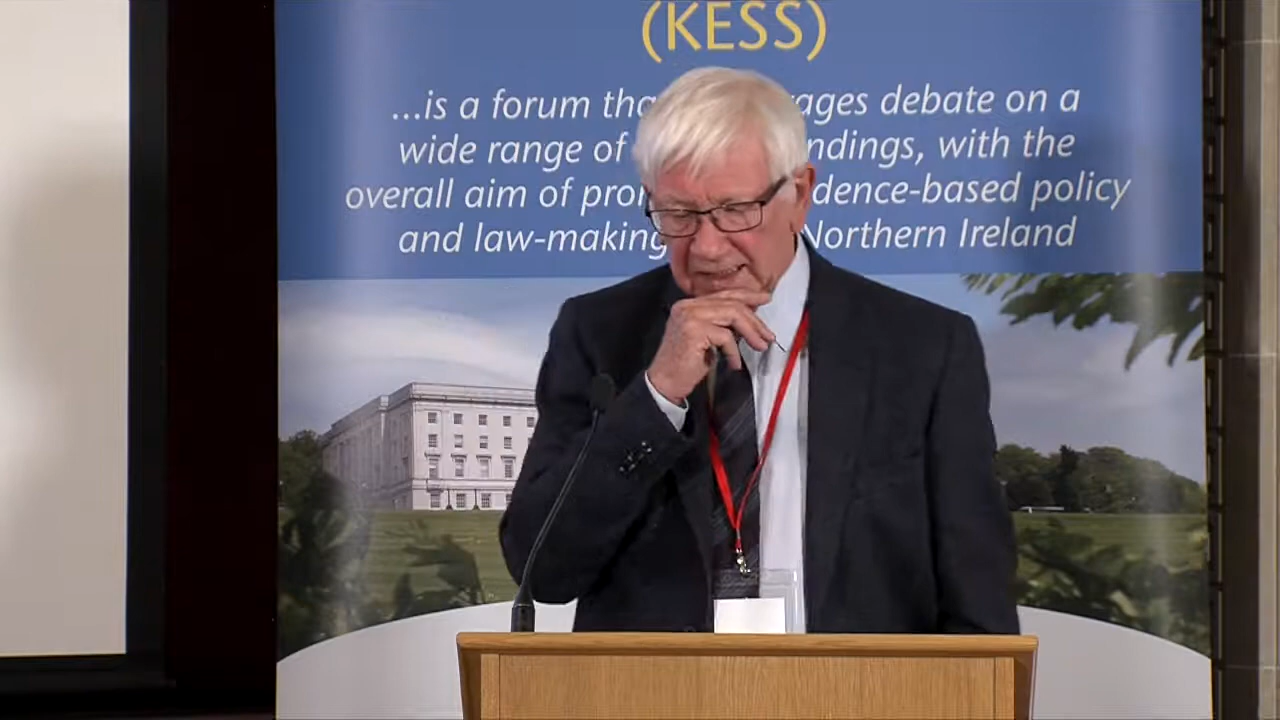 (KESS)
...is a forum tha ages debate on a
wide range of ndings, with the
overall aim of pro dence-based policy
and law-making Northern Ireland